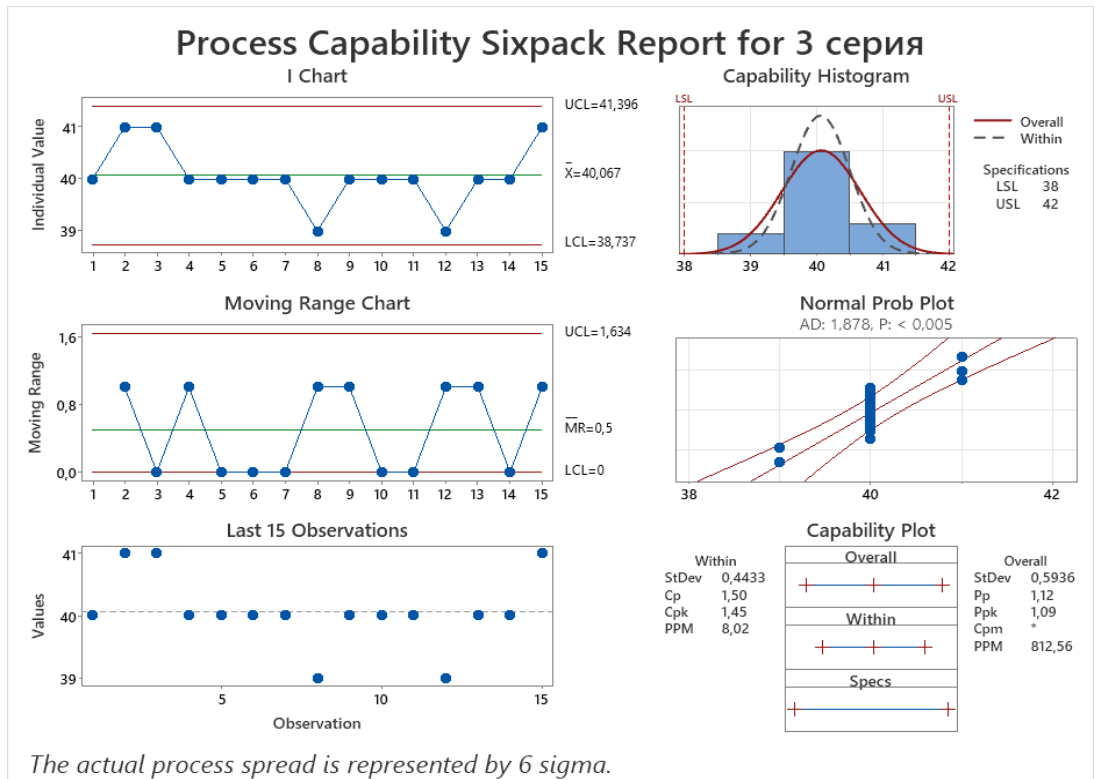 Process Capability Sixpack Report for 3 серия
I Chart
Individual Value
41
40
39
UCL=41,396
X̄=40,067
LCL=38,737
1 2 3 4 5 6 7 8 9 10 11 12 13 14 15
Capability Histogram
LSL USL
Overall
Within
Specifications
LSL 38
USL 42
38 39 40 41 42
Moving Range Chart
Moving Range
1,6
0,8
0,0
UCL=1,634
M̅R̅=0,5
LCL=0
1 2 3 4 5 6 7 8 9 10 11 12 13 14 15
Normal Prob Plot
AD: 1,878, P: < 0,005
38 40 42
Last 15 Observations
Values
41
40
39
5 10 15
Observation
Capability Plot
Within
StDev 0,4433
Cp 1,50
Cpk 1,45
PPM 8,02
Overall
Within
Specs
Overall
StDev 0,5936
Pp 1,12
Ppk 1,09
Cpm *
PPM 812,56
The actual process spread is represented by 6 sigma.